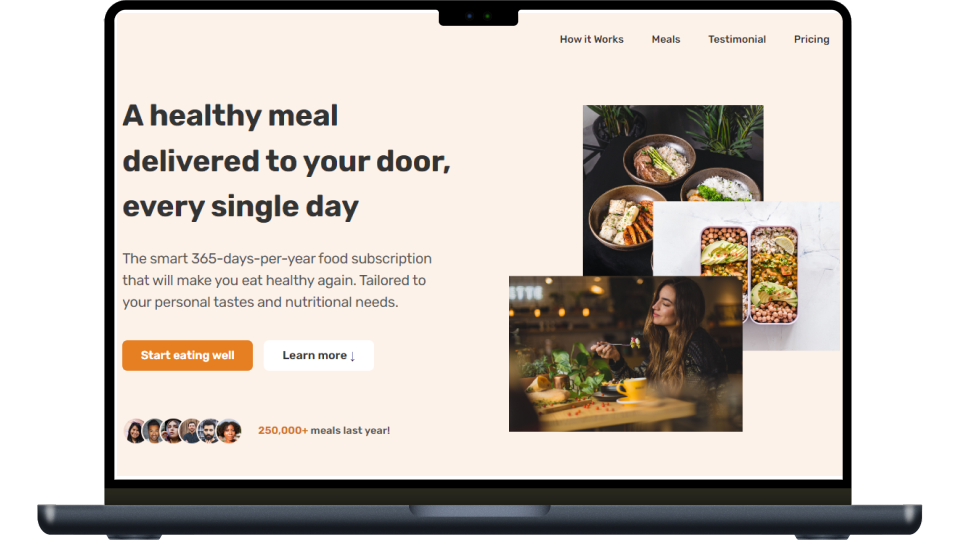 How it Works Meals Testimonial Pricing
A healthy meal
delivered to your door,
every single day
The smart 365-days-per-year food subscription
that will make you eat healthy again. Tailored to
your personal tastes and nutritional needs.
Start eating well Learn more ↓
250,000+ meals last year!